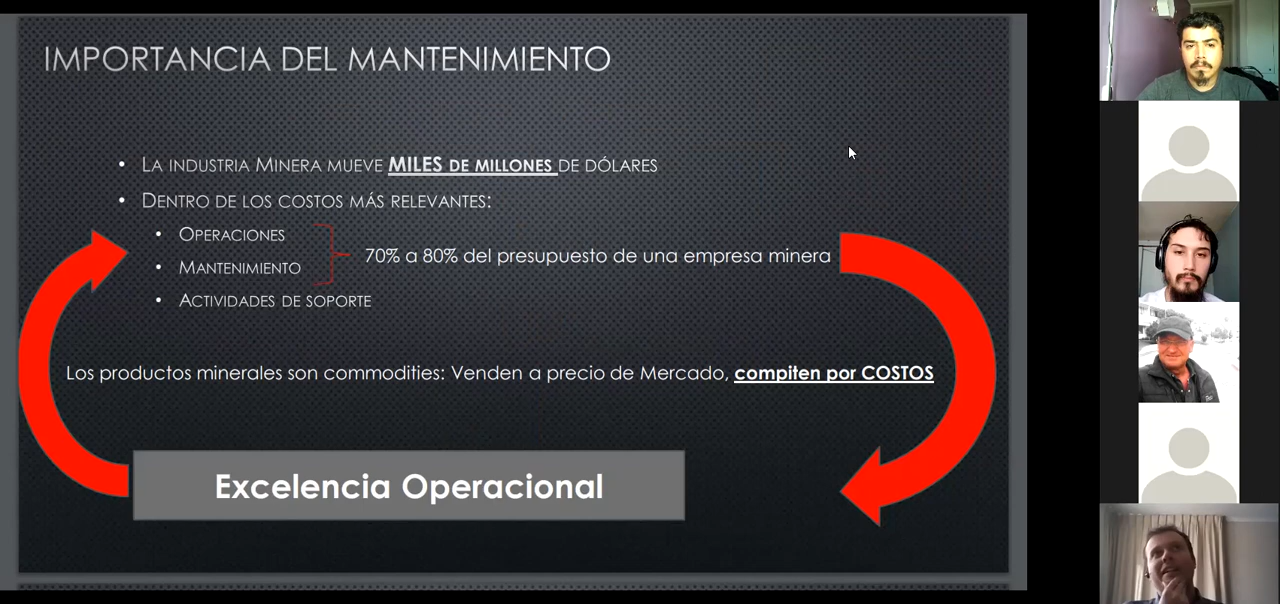 IMPORTANCIA DEL MANTENIMIENTO
• LA INDUSTRIA MINERA MUEVE MILES DE MILLONES DE DÓLARES
• DENTRO DE LOS COSTOS MÁS RELEVANTES:
• OPERACIONES
• MANTENIMIENTO
70% a 80% del presupuesto de una empresa minera
• ACTIVIDADES DE SOPORTE
Los productos minerales son commodities: Venden a precio de Mercado, compiten por COSTOS
Excelencia Operacional